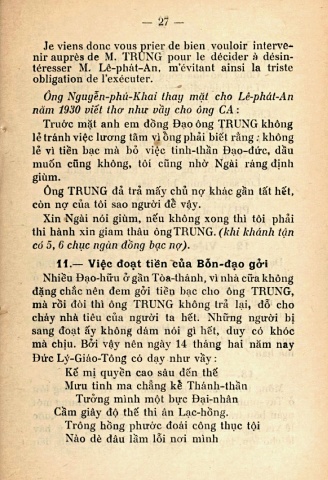 — 27 —
Je viens donc vous prier de bien vouloir interve-
nir auprès de M. TRŪNG pour le décider à désin-
téresser M. Lê-phát-An, m'évitant ainsi la triste
obligation de l'exécuter.
Ông Nguyễn-phú-Khai thay mặt cho Lê-phát-An
năm 1930 viết thơ như vầy cho ông CA :
Trước mặt anh em đồng Đạo ông TRUNG không
lẽ tránh việc lương tâm vì ông phải biết rằng : không
lẽ vì tiền bạc mà bỏ việc tinh-thần Đạo-đức, dầu
muốn cũng không, tôi cũng nhờ Ngài ráng định
giùm.
Ông TRUNG đả trả mấy chủ nợ khác gần tất hết,
còn nợ của tôi sao người để vậy.
Xin Ngài nói giùm, nếu không xong thì tôi phải
thi hành xin giam thâu ông TRUNG. (khi khánh tận
có 5, 6 chục ngàn đồng bạc nợ).
11.— Việc đoạt tiền của Bổn-đạo gởi
Nhiều Đạo-hữu ở gần Tòa-thánh, vì nhà cửa không
đặng chắc nên đem gởi tiền bạc cho ông TRUNG,
mà rồi đòi thì ông TRUNG không trả lại, đổ cho
cháy nhà tiêu của người ta hết. Những người bị
sang đoạt ấy không dám nói gì hết, duy có khóc
mà chịu. Bởi vậy nên ngày 14 tháng hai năm nay
Đức Lý-Giáo-Tông có dạy như vầy :
Kế mị quyền cao sâu đến thế
Mưu tinh ma chẳng kể Thánh-thần
Tưởng mình một bực Đại-nhân
Cầm giây độ thế thi ân Lạc-hồng.
Trông hồng phước đoái công thục tội
Nào dè đâu lầm lỗi nơi mình